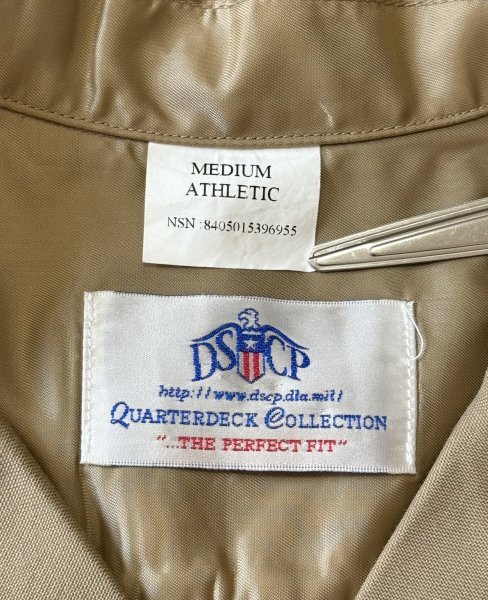 MEDIUM
ATHLETIC
NSN :8405015396955
DSCP
http://www.dscp.dla.mil/
QUARTERDECK COLLECTION
"...THE PERFECT FIT"